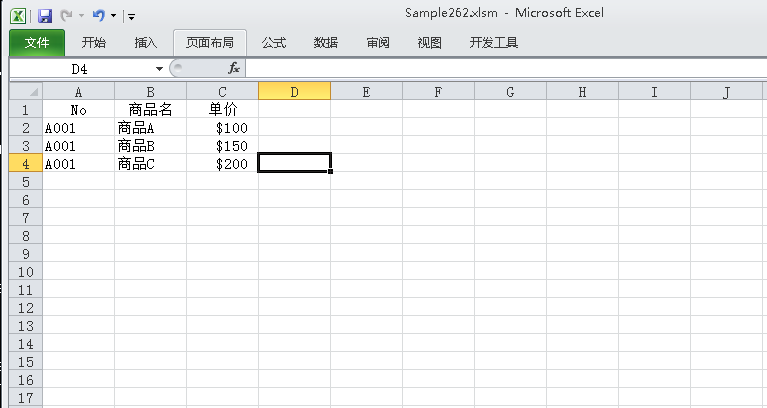 Sample262.xlsm - Microsoft Excel
文件 开始 插入 页面布局 公式 数据 审阅 视图 开发工具
D4 fx
A B C D E F G H I J
1 No 商品名 单价
2 A001 商品A $100
3 A001 商品B $150
4 A001 商品C $200
5
6
7
8
9
10
11
12
13
14
15
16
17